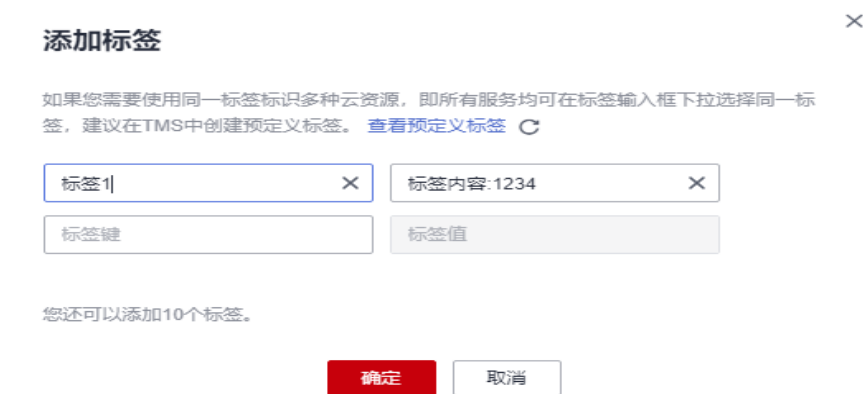 添加标签
如果您需要使用同一标签标识多种云资源，即所有服务均可在标签输入框下拉选择同一标
签，建议在TMS中创建预定义标签。 查看预定义标签
标签1 标签内容:1234
标签键 标签值
您还可以添加10个标签。
确定 取消